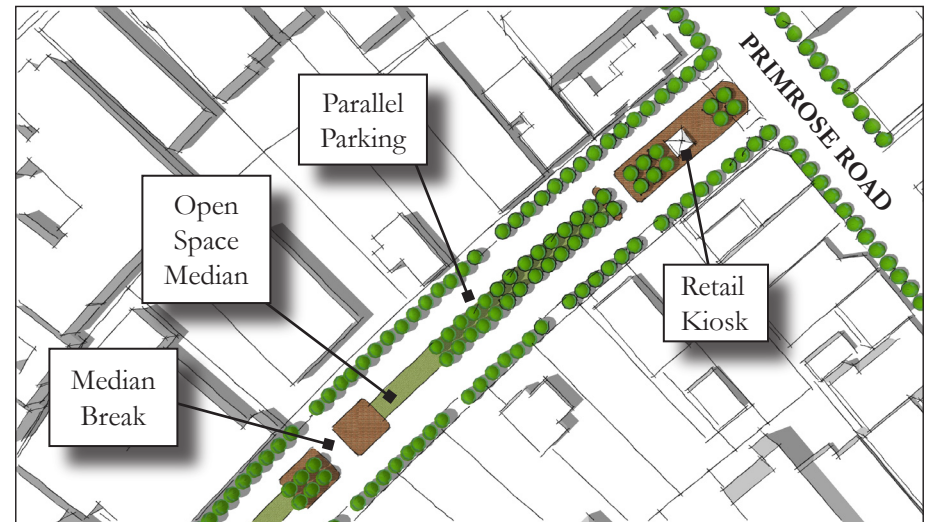 PRIMROSE ROAD
Parallel
Parking
Open
Space
Median
Retail
Kiosk
Median
Break